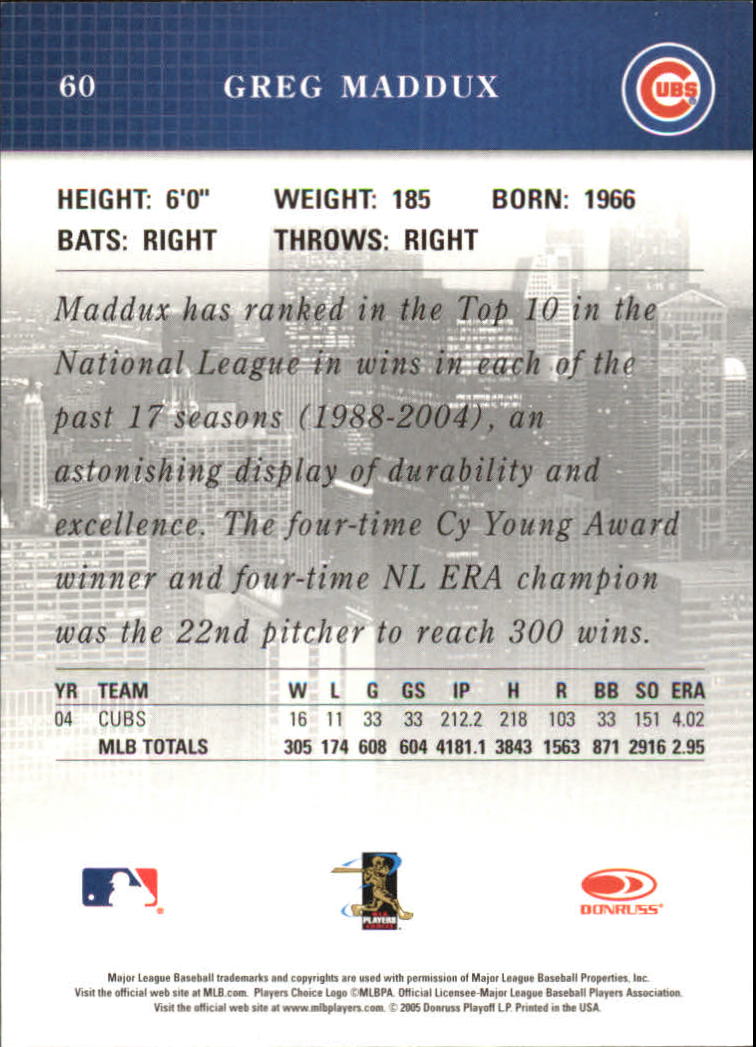 60 GREG MADDUX CUBS
HEIGHT: 6'0" WEIGHT: 185 BORN: 1966
BATS: RIGHT THROWS: RIGHT
Maddux has ranked in the Top 10 in the
National League in wins in each of the
past 17 seasons (1988-2004), an
astonishing display of durability and
excellence. The four-time Cy Young Award
winner and four-time NL ERA champion
was the 22nd pitcher to reach 300 wins.
YR TEAM W L G GS IP H R BB SO ERA
04 CUBS 16 11 33 33 212.2 218 103 33 151 4.02
MLB TOTALS 305 174 608 604 4181.1 3843 1563 871 2916 2.95
PLAYERS
DONRUSS
Major League Baseball trademarks and copyrights are used with permission of Major League Baseball Properties, Inc.
Visit the official web site at MLB.com. Players Choice Logo ©MLBPA. Official Licensee-Major League Baseball Players Association.
Visit the official web site at www.mlbplayers.com. © 2005 Donruss Playoff L.P. Printed in the USA.